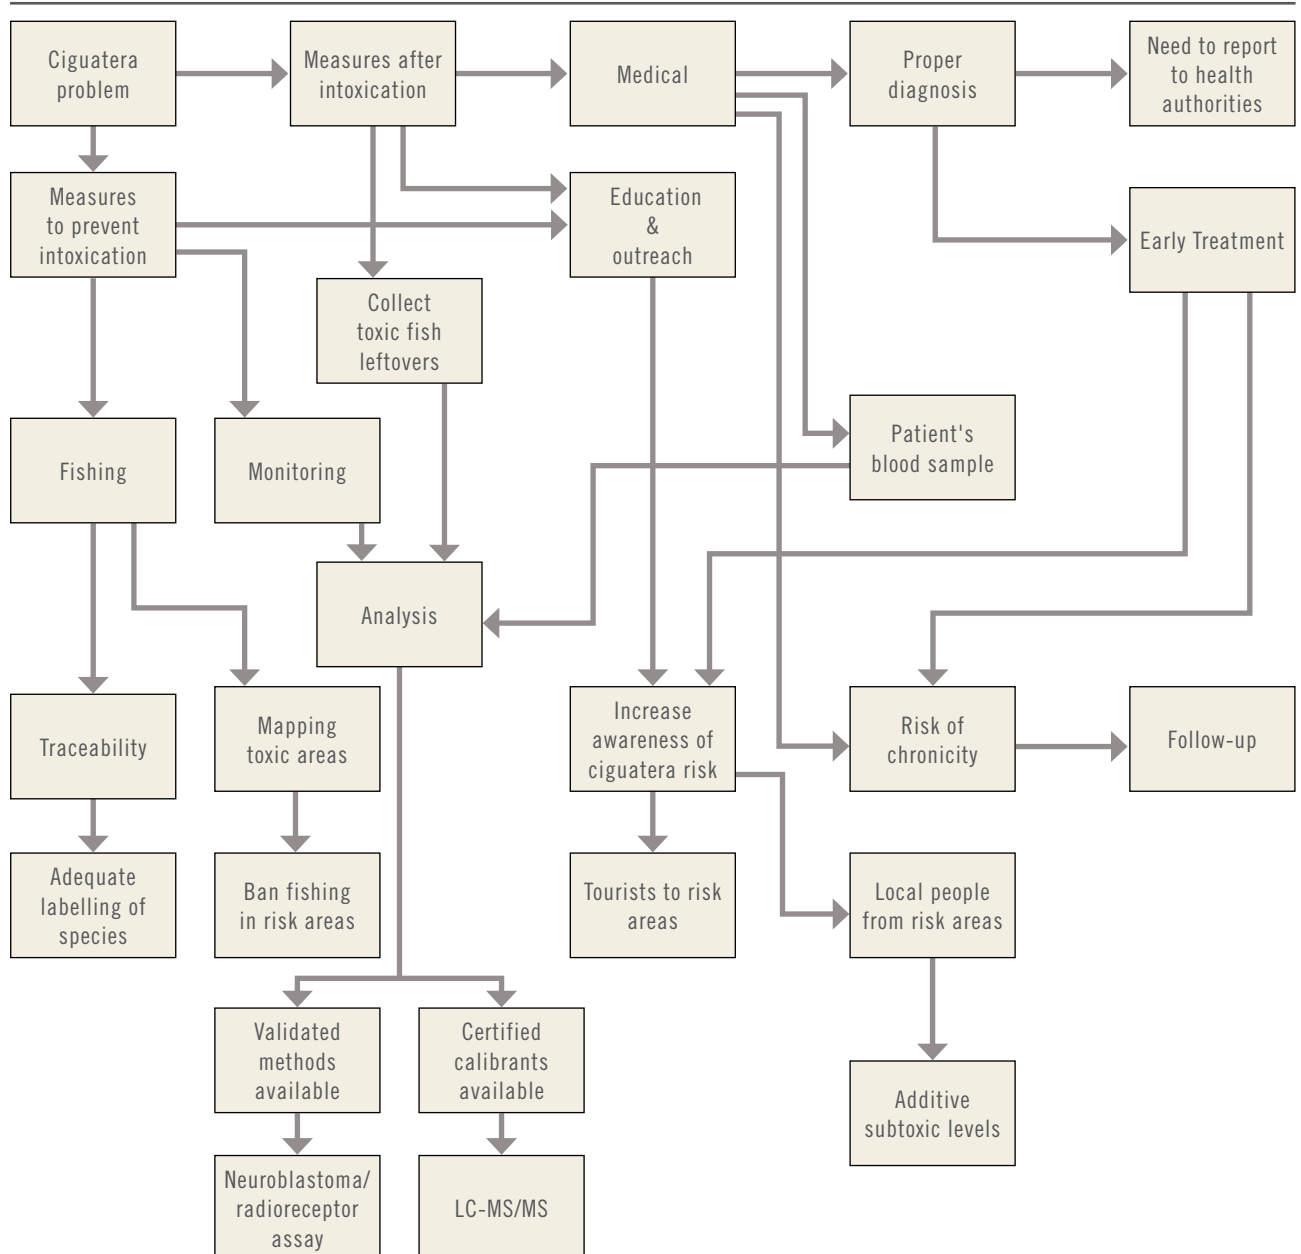 Ciguatera
problem
Measures after
intoxication
Medical
Proper
diagnosis
Need to report
to health
authorities
Measures
to prevent
intoxication
Education
&
outreach
Early Treatment
Collect
toxic fish
leftovers
Fishing
Monitoring
Patient's
blood sample
Analysis
Traceability
Mapping
toxic areas
Increase
awareness of
ciguatera risk
Risk of
chronicity
Follow-up
Adequate
labelling of
species
Ban fishing
in risk areas
Tourists to risk
areas
Local people
from risk areas
Validated
methods
available
Certified
calibrants
available
Additive
subtoxic levels
Neuroblastoma/
radioreceptor
assay
LC-MS/MS